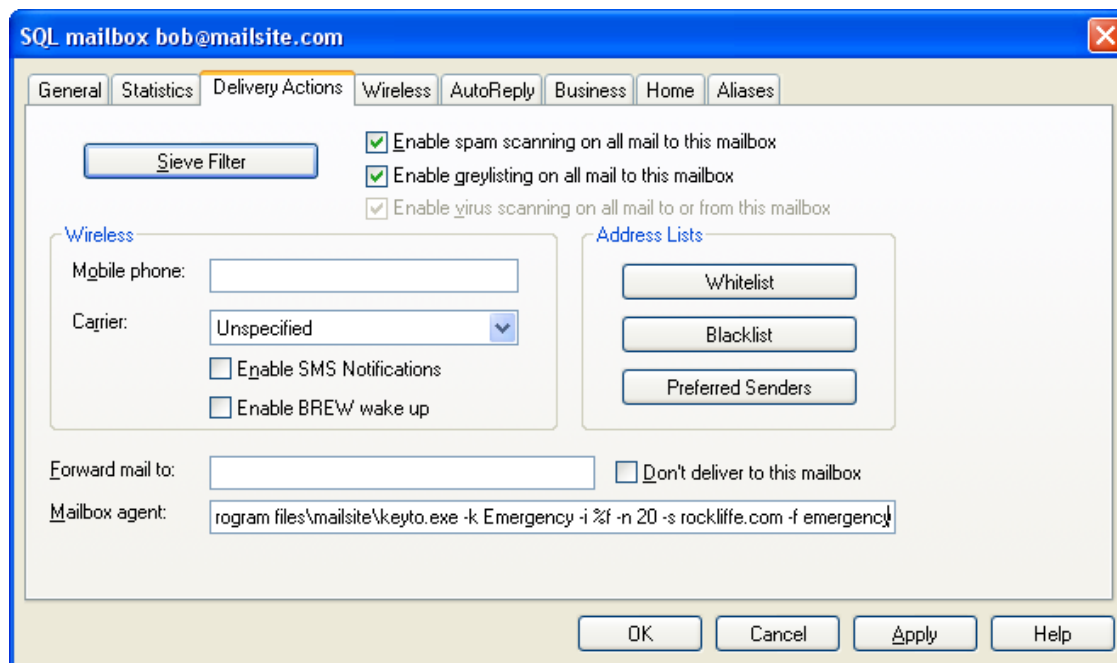 SQL mailbox bob@mailsite.com
General Statistics Delivery Actions Wireless AutoReply Business Home Aliases
Sieve Filter
Enable spam scanning on all mail to this mailbox
Enable greylisting on all mail to this mailbox
Enable virus scanning on all mail to or from this mailbox
Wireless
Mobile phone:
Carrier:
Unspecified
Enable SMS Notifications
Enable BREW wake up
Address Lists
Whitelist
Blacklist
Preferred Senders
Forward mail to:
Don't deliver to this mailbox
Mailbox agent:
rogram files\mailsite\keyto.exe -k Emergency -i %f -n 20 -s rockliffe.com -f emergency
OK Cancel Apply Help